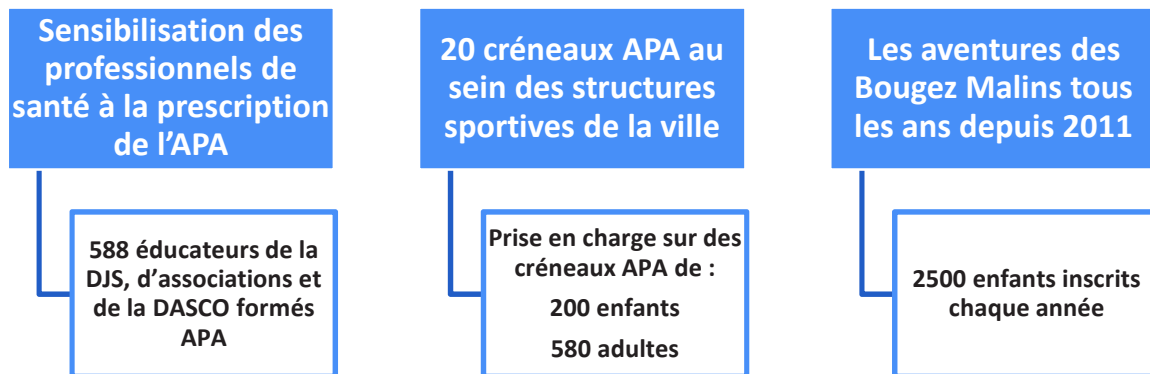 Sensibilisation des
professionnels de
santé à la prescription
de l'APA
588 éducateurs de la
DJS, d'associations et
de la DASCO formés
APA
20 créneaux APA au
sein des structures
sportives de la ville
Prise en charge sur des
créneaux APA de :
200 enfants
580 adultes
Les aventures des
Bougez Malins tous
les ans depuis 2011
2500 enfants inscrits
chaque année